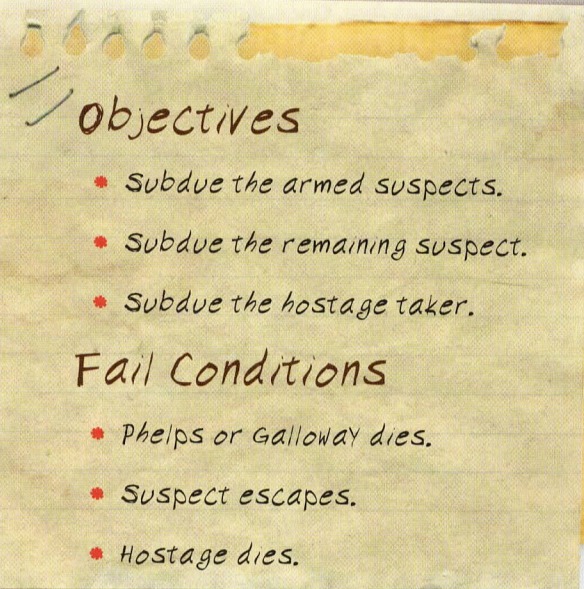 Objectives
Subdue the armed suspects.
Subdue the remaining suspect.
Subdue the hostage taker.
Fail Conditions
Phelps or Galloway dies.
Suspect escapes.
Hostage dies.